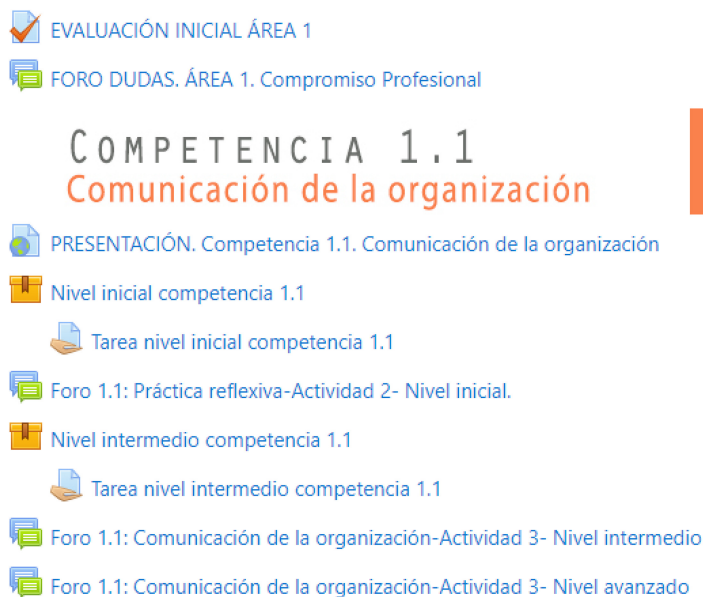 EVALUACIÓN INICIAL ÁREA 1
FORO DUDAS. ÁREA 1. Compromiso Profesional
COMPETENCIA 1.1
Comunicación de la organización
PRESENTACIÓN. Competencia 1.1. Comunicación de la organización
Nivel inicial competencia 1.1
Tarea nivel inicial competencia 1.1
Foro 1.1: Práctica reflexiva-Actividad 2- Nivel inicial.
Nivel intermedio competencia 1.1
Tarea nivel intermedio competencia 1.1
Foro 1.1: Comunicación de la organización-Actividad 3- Nivel intermedio
Foro 1.1: Comunicación de la organización-Actividad 3- Nivel avanzado